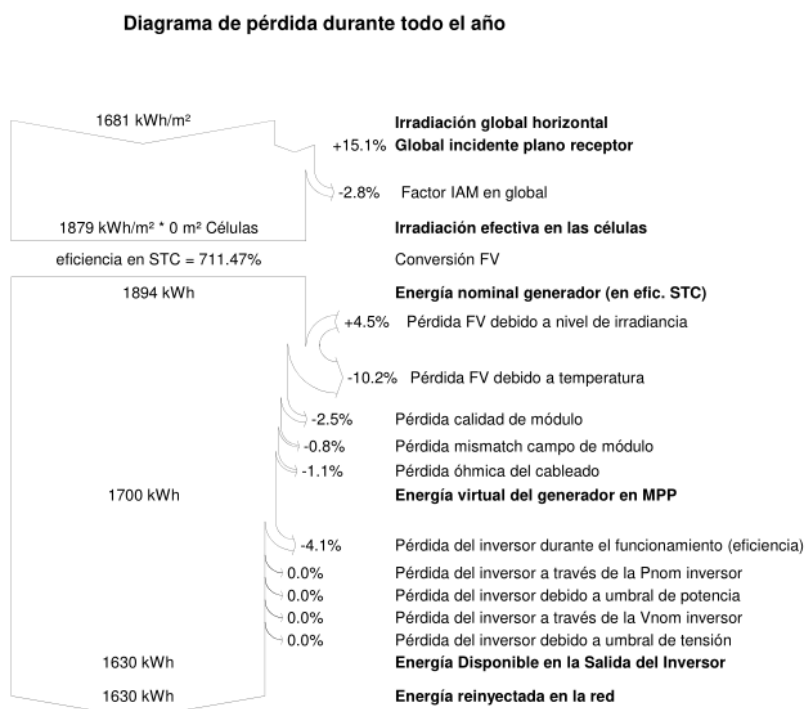 Diagrama de pérdida durante todo el año
1681 kWh/m² Irradiación global horizontal
+15.1% Global incidente plano receptor
-2.8% Factor IAM en global
1879 kWh/m² * 0 m² Células Irradiación efectiva en las células
eficiencia en STC = 711.47% Conversión FV
1894 kWh Energía nominal generador (en efic. STC)
+4.5% Pérdida FV debido a nivel de irradiancia
-10.2% Pérdida FV debido a temperatura
-2.5% Pérdida calidad de módulo
-0.8% Pérdida mismatch campo de módulo
-1.1% Pérdida óhmica del cableado
1700 kWh Energía virtual del generador en MPP
-4.1% Pérdida del inversor durante el funcionamiento (eficiencia)
0.0% Pérdida del inversor a través de la Pnom inversor
0.0% Pérdida del inversor debido a umbral de potencia
0.0% Pérdida del inversor a través de la Vnom inversor
0.0% Pérdida del inversor debido a umbral de tensión
1630 kWh Energía Disponible en la Salida del Inversor
1630 kWh Energía reinyectada en la red